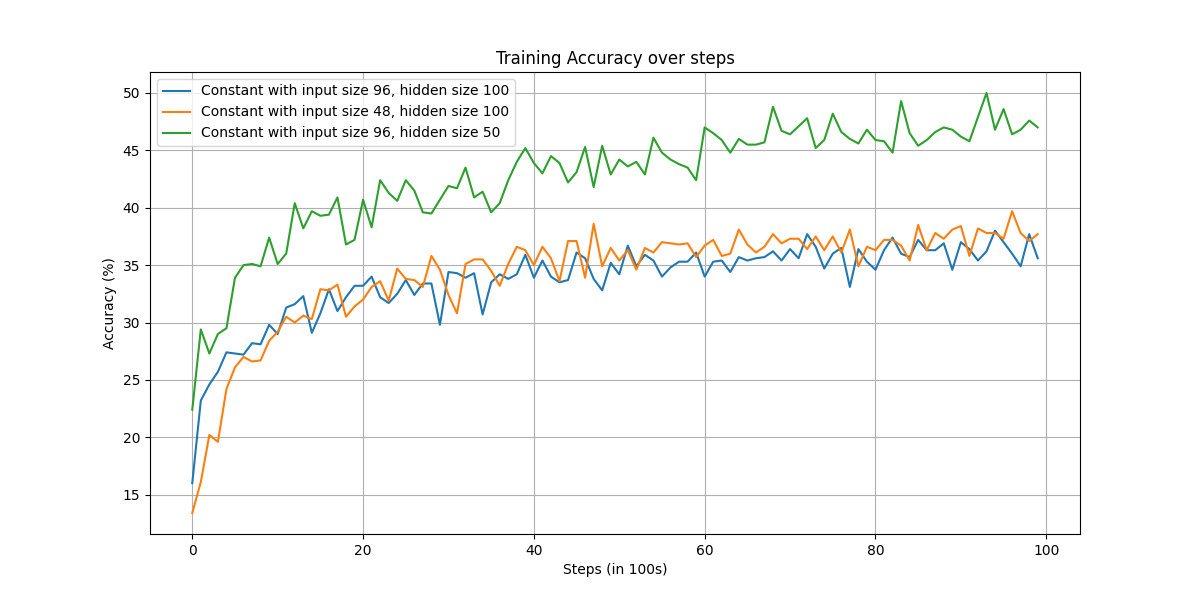 Training Accuracy over steps
Constant with input size 96, hidden size 100
Constant with input size 48, hidden size 100
Constant with input size 96, hidden size 50
Accuracy (%)
50
45
40
35
30
25
20
15
0
20
40
60
80
100
Steps (in 100s)